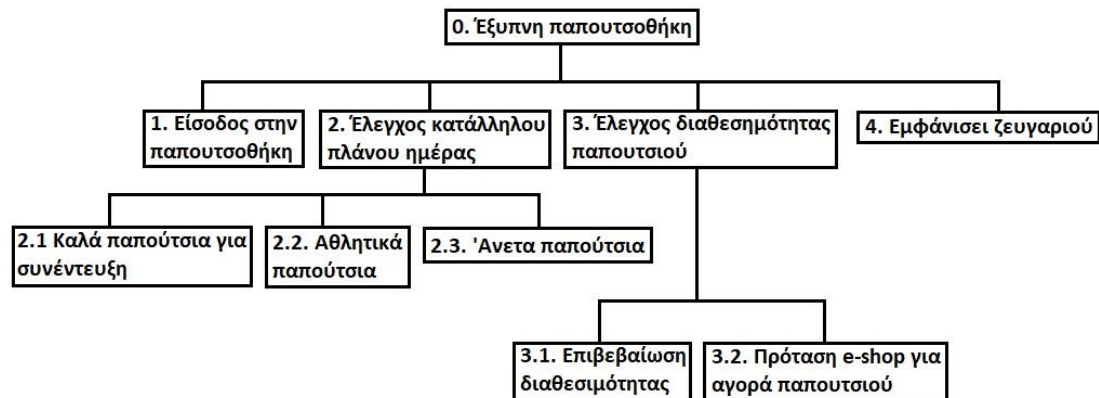 0. Έξυπνη παπουτσοθήκη
1. Είσοδος στην
παπουτσοθήκη
2. Έλεγχος κατάλληλου
πλάνου ημέρας
3. Έλεγχος διαθεσημότητας
παπουτσιού
4. Εμφάνισει ζευγαριού
2.1 Καλά παπούτσια για
συνέντευξη
2.2. Αθλητικά
παπούτσια
2.3. 'Ανετα παπούτσια
3.1. Επιβεβαίωση
διαθεσιμότητας
3.2. Πρόταση e-shop για
αγορά παπουτσιού